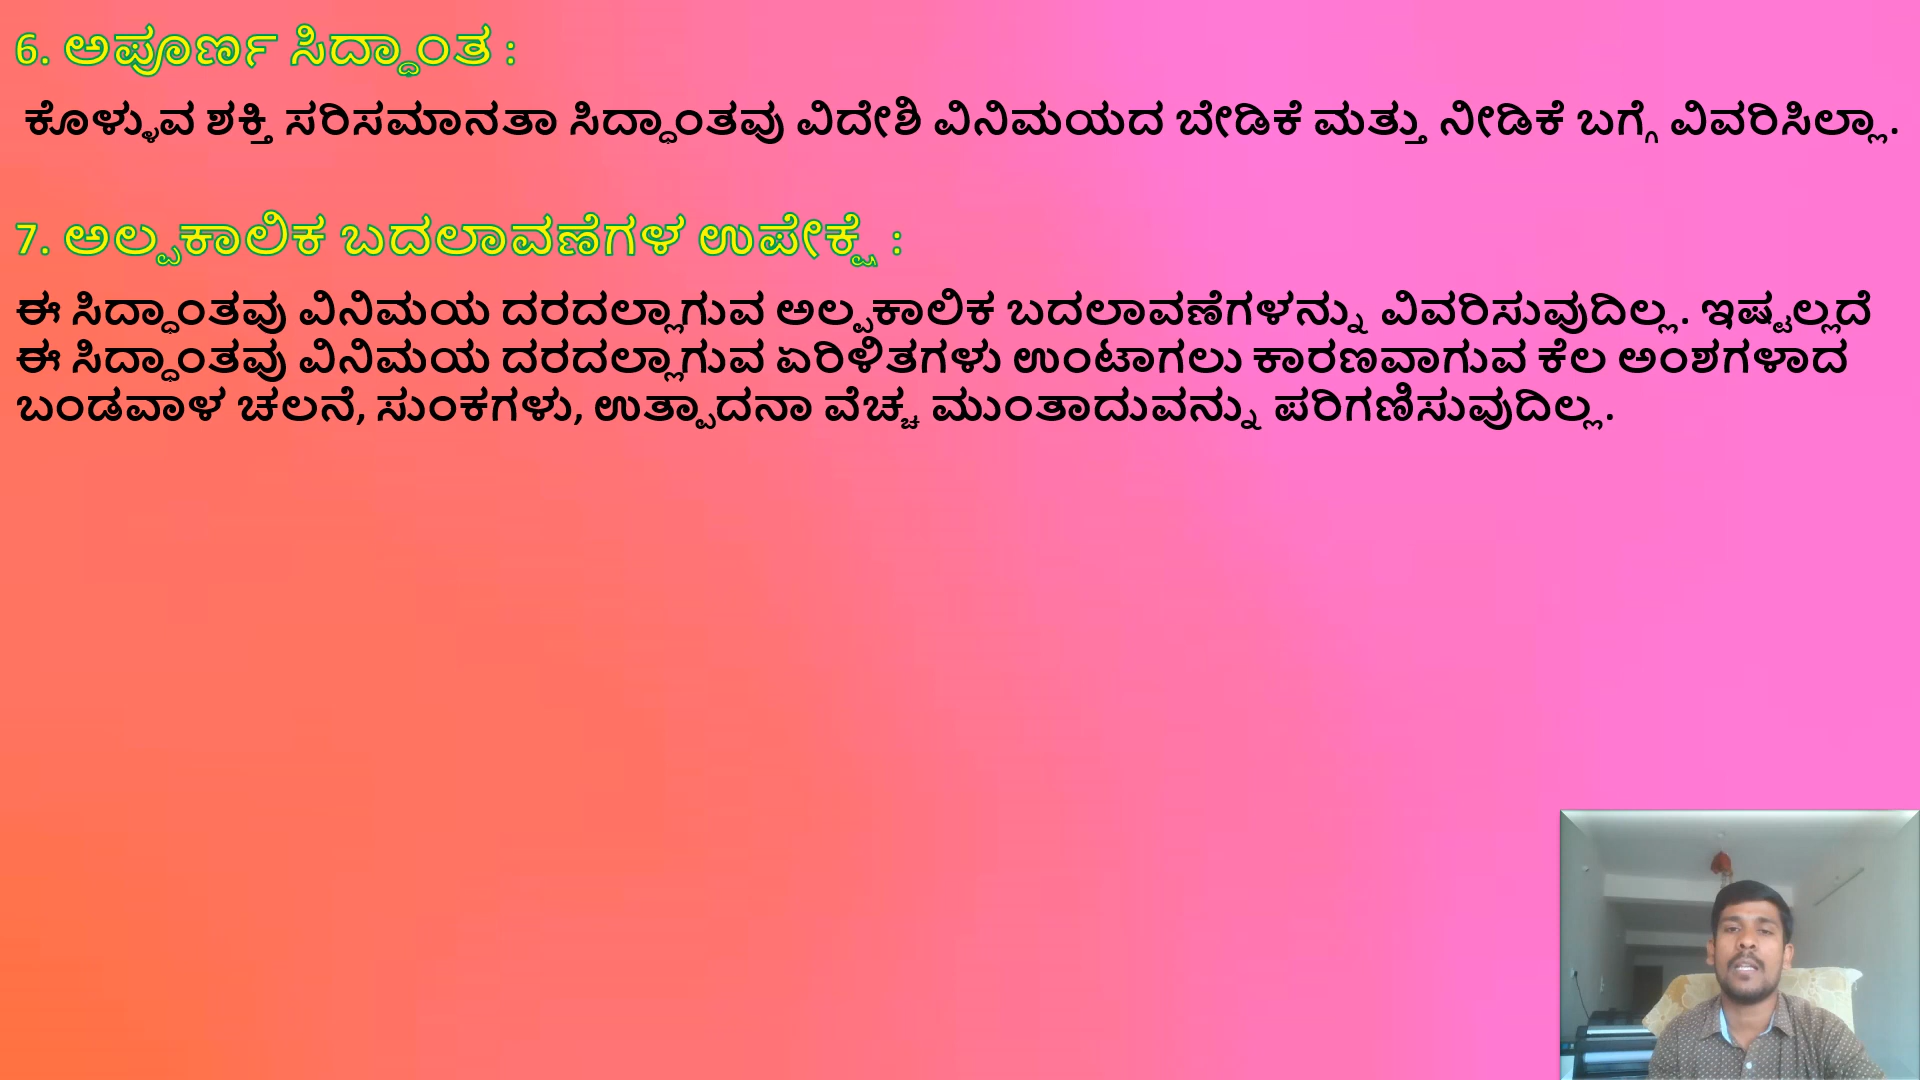 6. ಅಪೂರ್ಣ ಸಿದ್ಧಾಂತ :
ಕೊಳ್ಳುವ ಶಕ್ತಿ ಸರಿಸಮಾನತಾ ಸಿದ್ಧಾಂತವು ವಿದೇಶಿ ವಿನಿಮಯದ ಬೇಡಿಕೆ ಮತ್ತು ನೀಡಿಕೆ ಬಗ್ಗೆ ವಿವರಿಸಿಲ್ಲಾ.
7. ಅಲ್ಪಕಾಲಿಕ ಬದಲಾವಣೆಗಳ ಉಪೇಕ್ಷೆ :
ಈ ಸಿದ್ಧಾಂತವು ವಿನಿಮಯ ದರದಲ್ಲಾಗುವ ಅಲ್ಪಕಾಲಿಕ ಬದಲಾವಣೆಗಳನ್ನು ವಿವರಿಸುವುದಿಲ್ಲ. ಇಷ್ಟಲ್ಲದೆ
ಈ ಸಿದ್ಧಾಂತವು ವಿನಿಮಯ ದರದಲ್ಲಾಗುವ ಏರಿಳಿತಗಳು ಉಂಟಾಗಲು ಕಾರಣವಾಗುವ ಕೆಲ ಅಂಶಗಳಾದ
ಬಂಡವಾಳ ಚಲನೆ, ಸುಂಕಗಳು, ಉತ್ಪಾದನಾ ವೆಚ್ಚ ಮುಂತಾದುವನ್ನು ಪರಿಗಣಿಸುವುದಿಲ್ಲ.